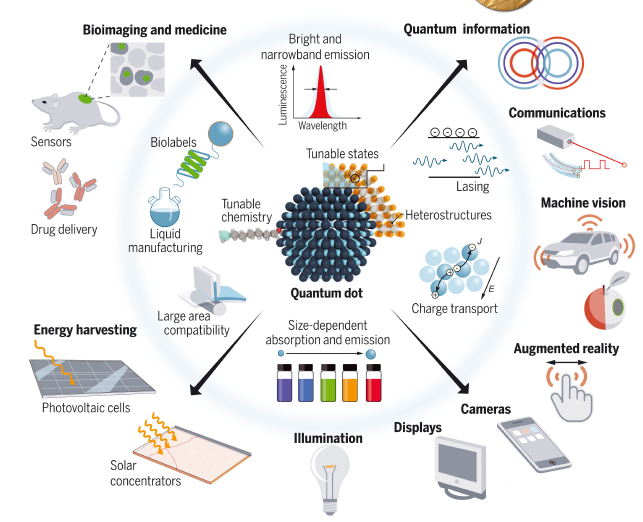 Bioimaging and medicine
Quantum information
Bright and
narrowband emission
Luminescence
Wavelength
Communications
Sensors
Biolabels
Tunable states
Lasing
Drug delivery
Liquid
manufacturing
Tunable
chemistry
Heterostructures
Machine vision
Quantum dot
J
E
Charge transport
Large area
compatibility
Size-dependent
absorption and emission
Energy harvesting
Photovoltaic cells
Augmented reality
Cameras
Displays
Illumination
Solar
concentrators